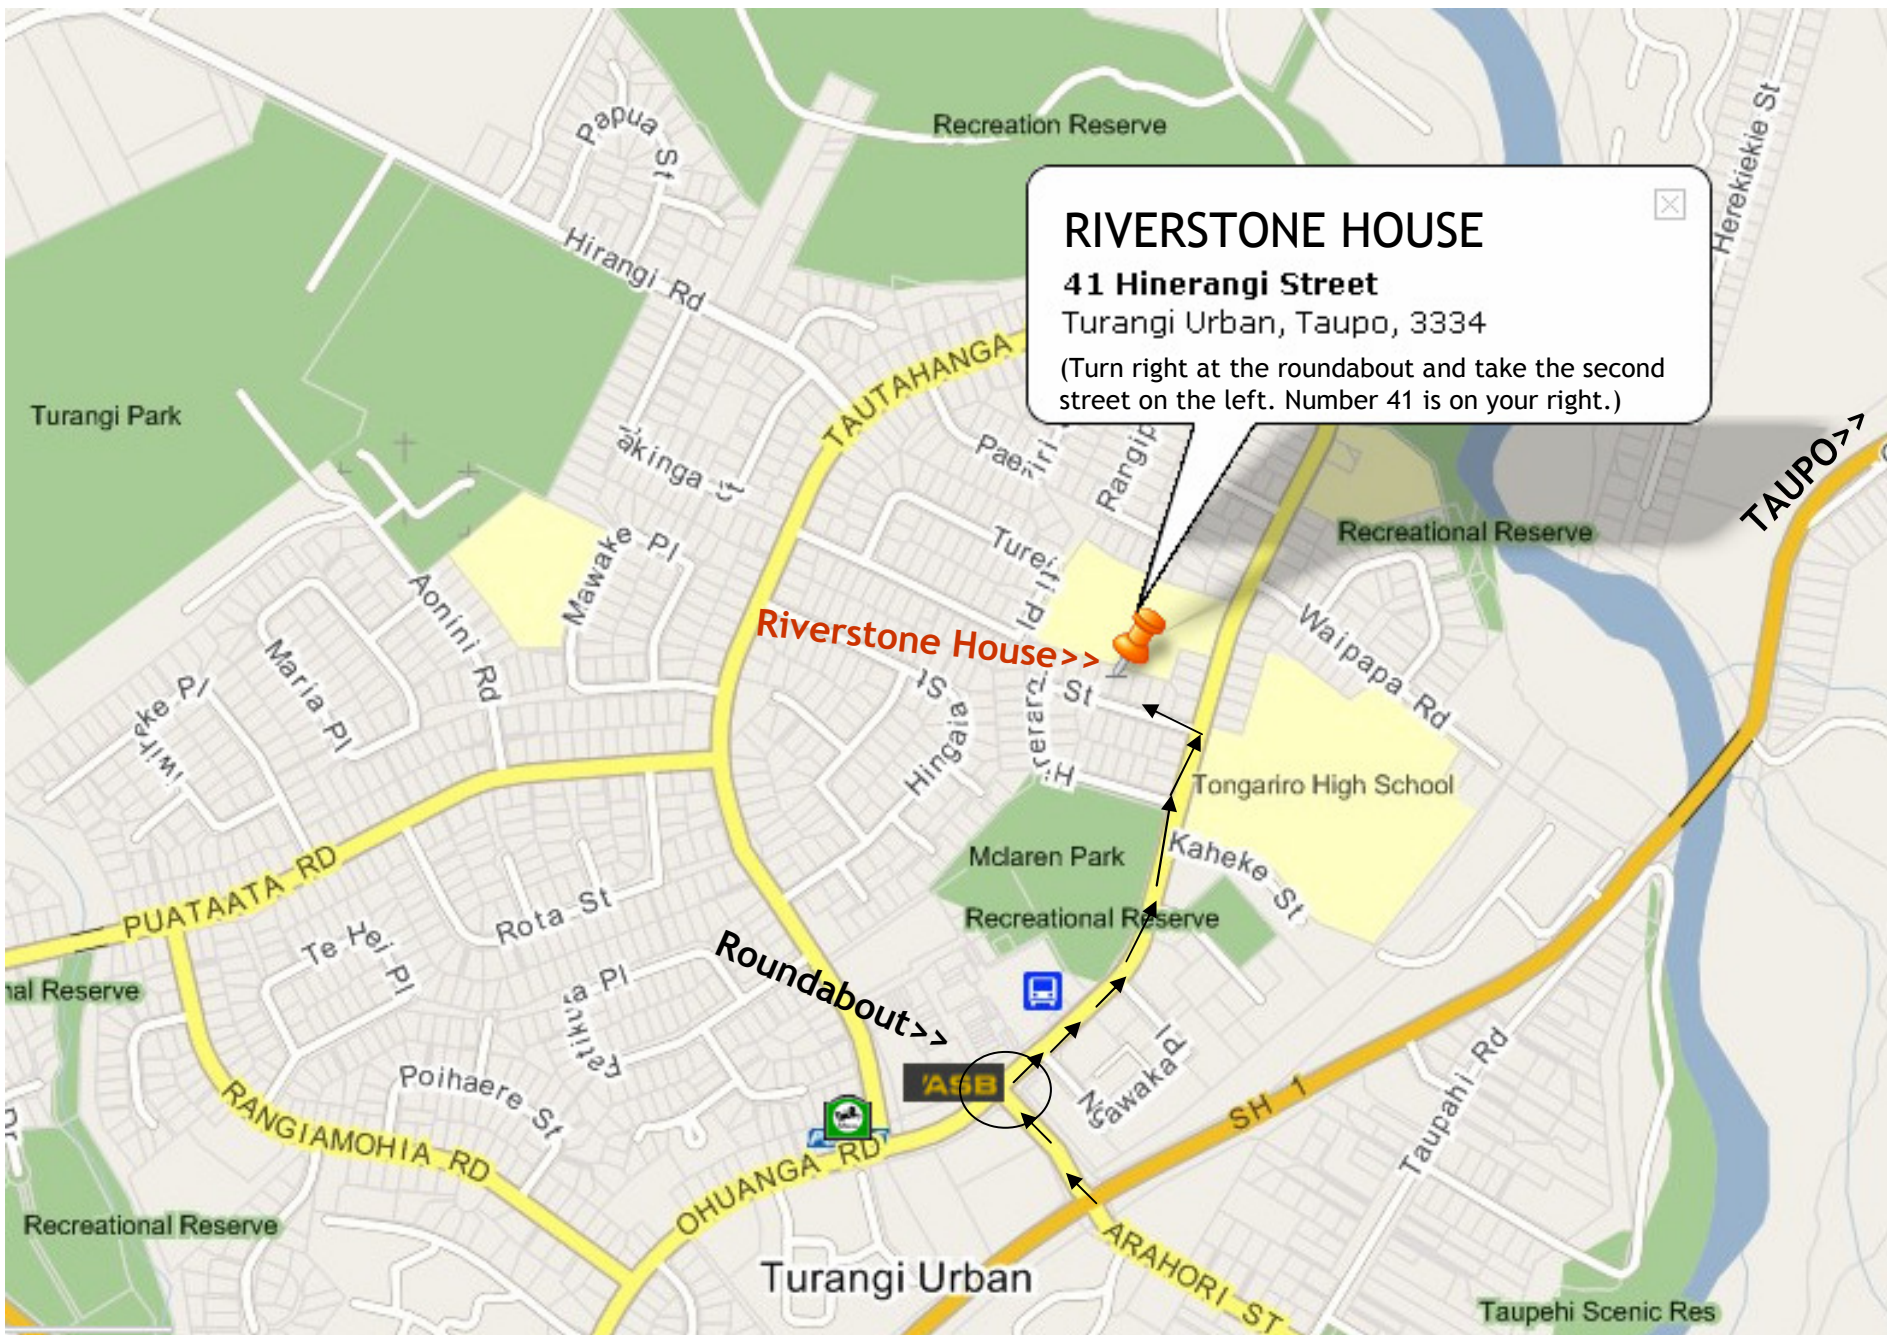 Papua St
Recreation Reserve
Herekiekie St
RIVERSTONE HOUSE
41 Hinerangi Street
Turangi Urban, Taupo, 3334
(Turn right at the roundabout and take the second
street on the left. Number 41 is on your right.)
Hirangi Rd
TAUTAHANGA
Turangi Park
TAUPO>>
Recreational Reserve
Mawake Pl
Aonini Rd
Maria Pl
Riverstone House>>
St
St
Hingaia
Waipapa Rd
Tongariro High School
Mclaren Park
Kaheke St
Recreational Reserve
PUATAATA RD
Rota St
Te Hei Pl
Roundabout>>
Reserve
Pl
Poihaere St
ASB
Ngawaka Pl
SH 1
Taupahi Rd
RANGIAMOHIA RD
OHUANGA RD
Recreational Reserve
ARAHORI ST
Turangi Urban
Taupehi Scenic Res